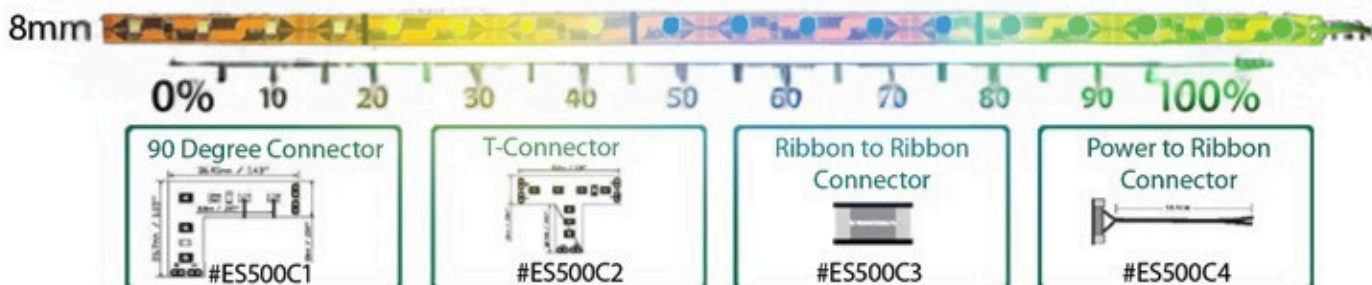 8mm
0% 10 20 30 40 50 60 70 80 90 100%
90 Degree Connector
#ES500C1
T-Connector
#ES500C2
Ribbon to Ribbon
Connector
#ES500C3
Power to Ribbon
Connector
#ES500C4